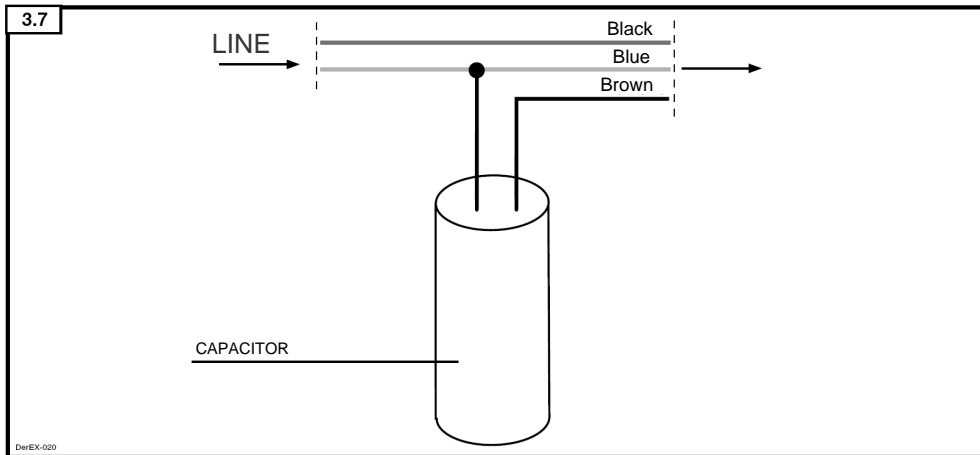 3.7
Black
LINE
Blue
Brown
CAPACITOR
DerEX-020